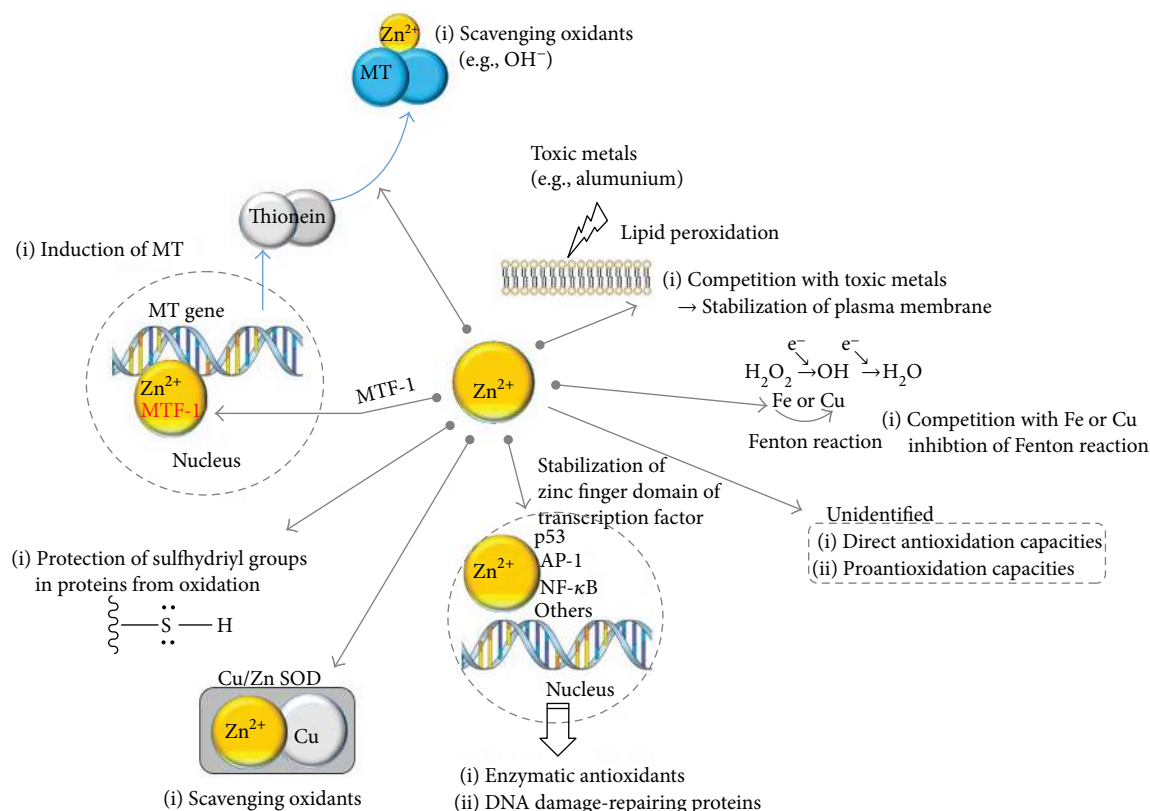 Zn²⁺
MT
(i) Scavenging oxidants
(e.g., OH⁻)
Toxic metals
(e.g., alumunium)
Thionein
Lipid peroxidation
(i) Induction of MT
(i) Competition with toxic metals
→ Stabilization of plasma membrane
MT gene
Zn²⁺
MTF-1
Nucleus
MTF-1
Zn²⁺
e⁻ e⁻
H₂O₂ →OH →H₂O
Fe or Cu
Fenton reaction
(i) Competition with Fe or Cu
inhibtion of Fenton reaction
Stabilization of
zinc finger domain of
transcription factor
p53
Zn²⁺
AP-1
NF-κB
Others
Nucleus
(i) Enzymatic antioxidants
(ii) DNA damage-repairing proteins
Unidentified
(i) Direct antioxidation capacities
(ii) Proantioxidation capacities
(i) Protection of sulfhydriyl groups
in proteins from oxidation
S H
Cu/Zn SOD
Zn²⁺ Cu
(i) Scavenging oxidants